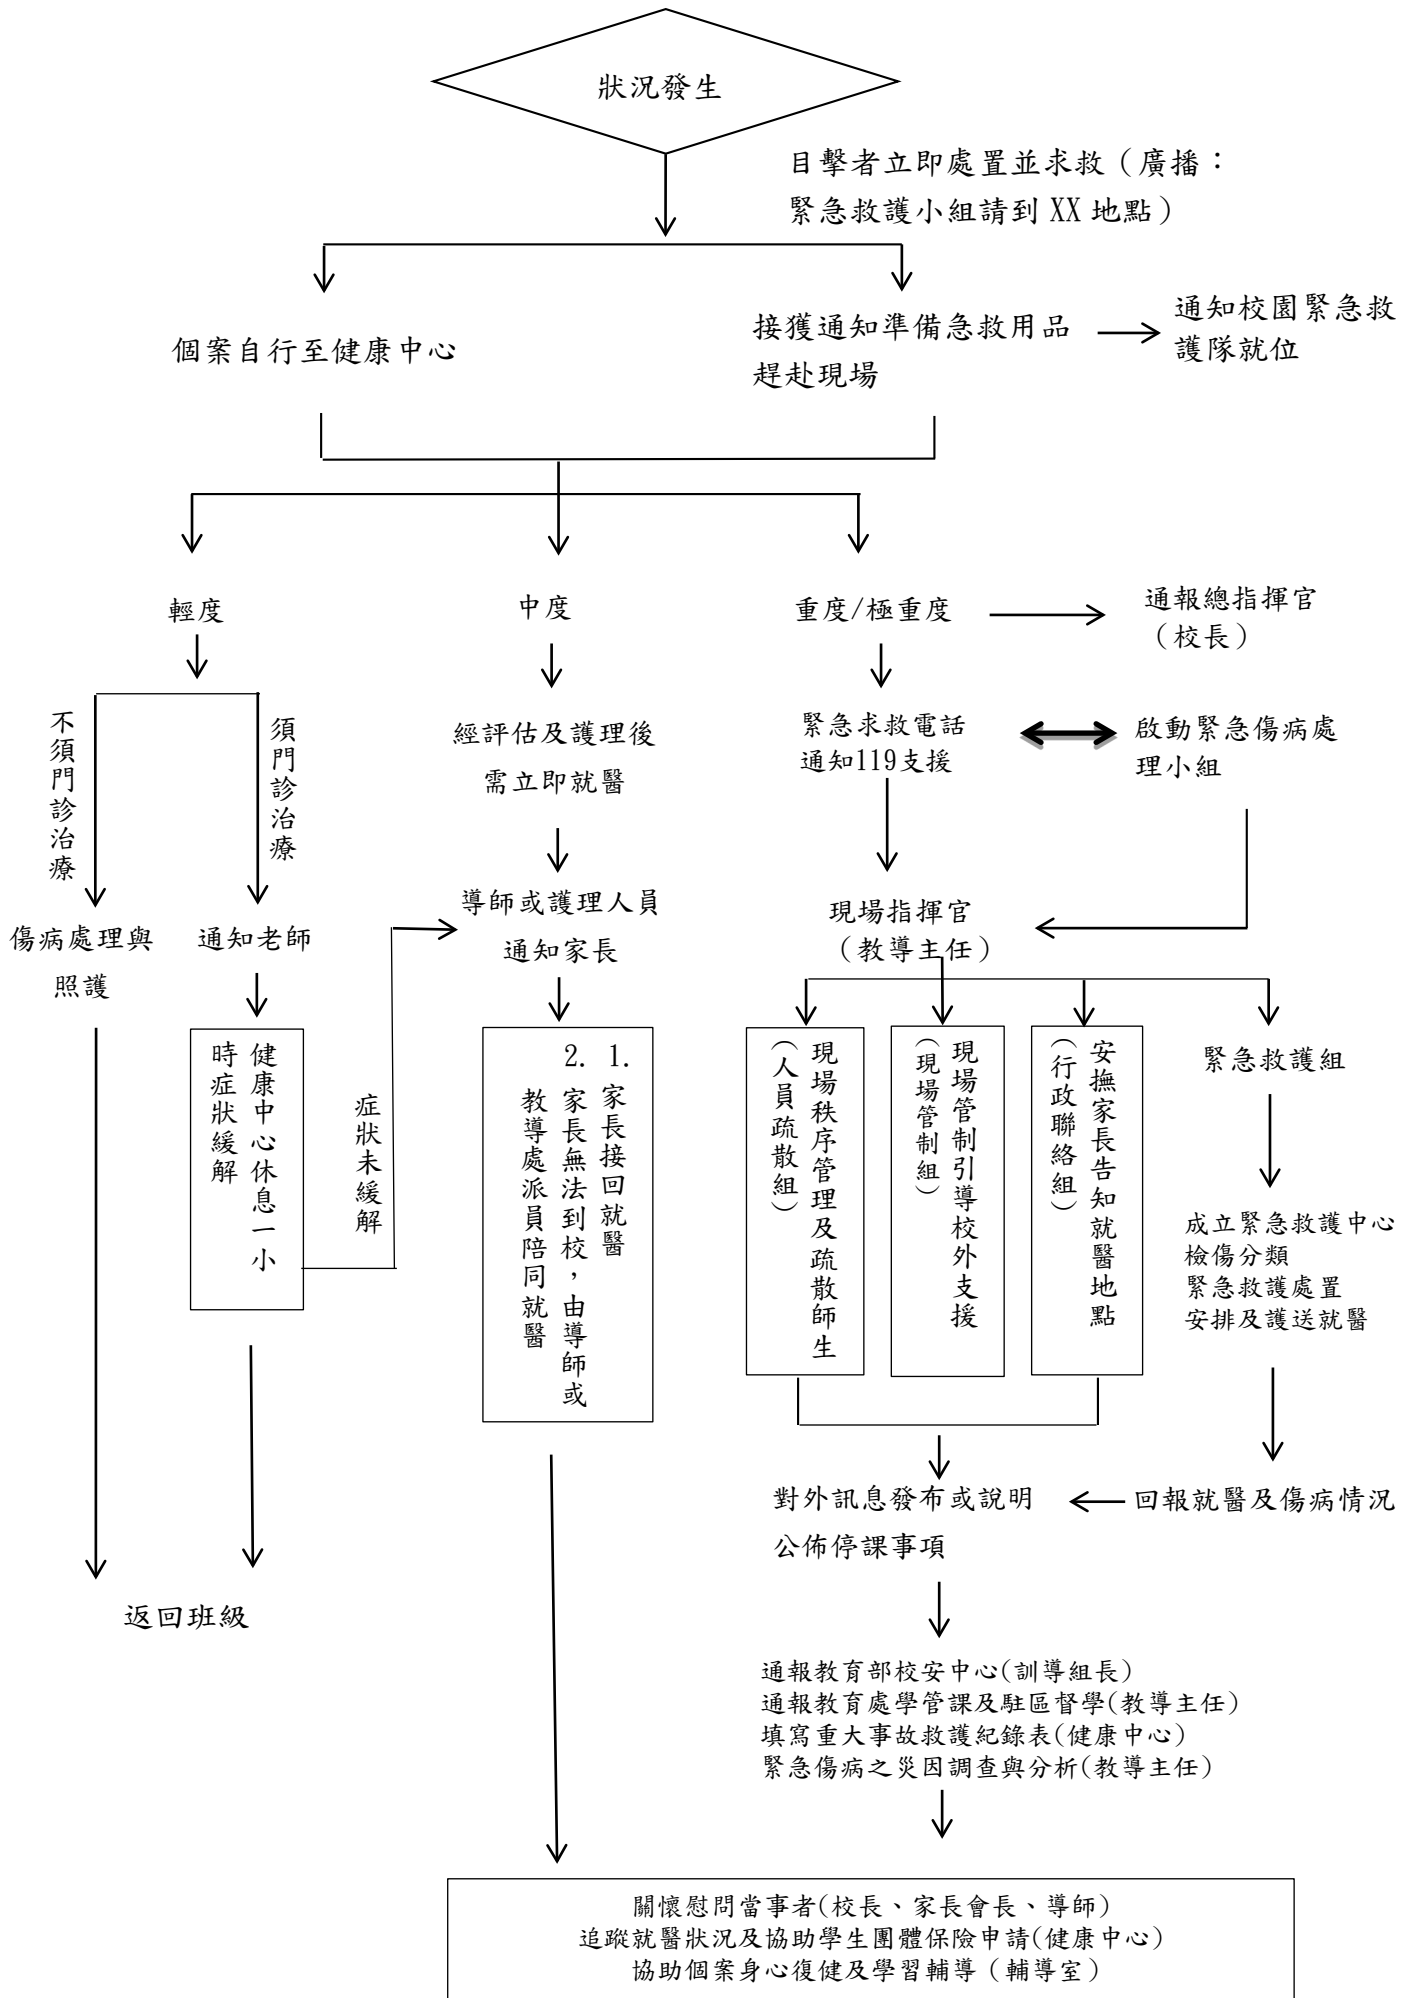 狀況發生
目擊者立即處置並求救（廣播：
緊急救護小組請到 XX 地點）
個案自行至健康中心
接獲通知準備急救用品
趕赴現場
通知校園緊急救
護隊就位
輕度
中度
重度/極重度
通報總指揮官
（校長）
不須門診治療
須門診治療
經評估及護理後
需立即就醫
緊急求救電話
通知119支援
啟動緊急傷病處
理小組
傷病處理與
照護
通知老師
導師或護理人員
通知家長
現場指揮官
（教導主任）
健康中心休息一小
時症狀緩解
症狀未緩解
1. 家長接回就醫
2. 家長無法到校，由導師或
教導處派員陪同就醫
現場秩序管理及疏散師生
（人員疏散組）
現場管制引導校外支援
（現場管制組）
安撫家長告知就醫地點
（行政聯絡組）
緊急救護組
成立緊急救護中心
檢傷分類
緊急救護處置
安排及護送就醫
對外訊息發布或說明
公佈停課事項
回報就醫及傷病情況
返回班級
通報教育部校安中心(訓導組長)
通報教育處學管課及駐區督學(教導主任)
填寫重大事故救護紀錄表(健康中心)
緊急傷病之災因調查與分析(教導主任)
關懷慰問當事者(校長、家長會長、導師)
追蹤就醫狀況及協助學生團體保險申請(健康中心)
協助個案身心復健及學習輔導（輔導室）